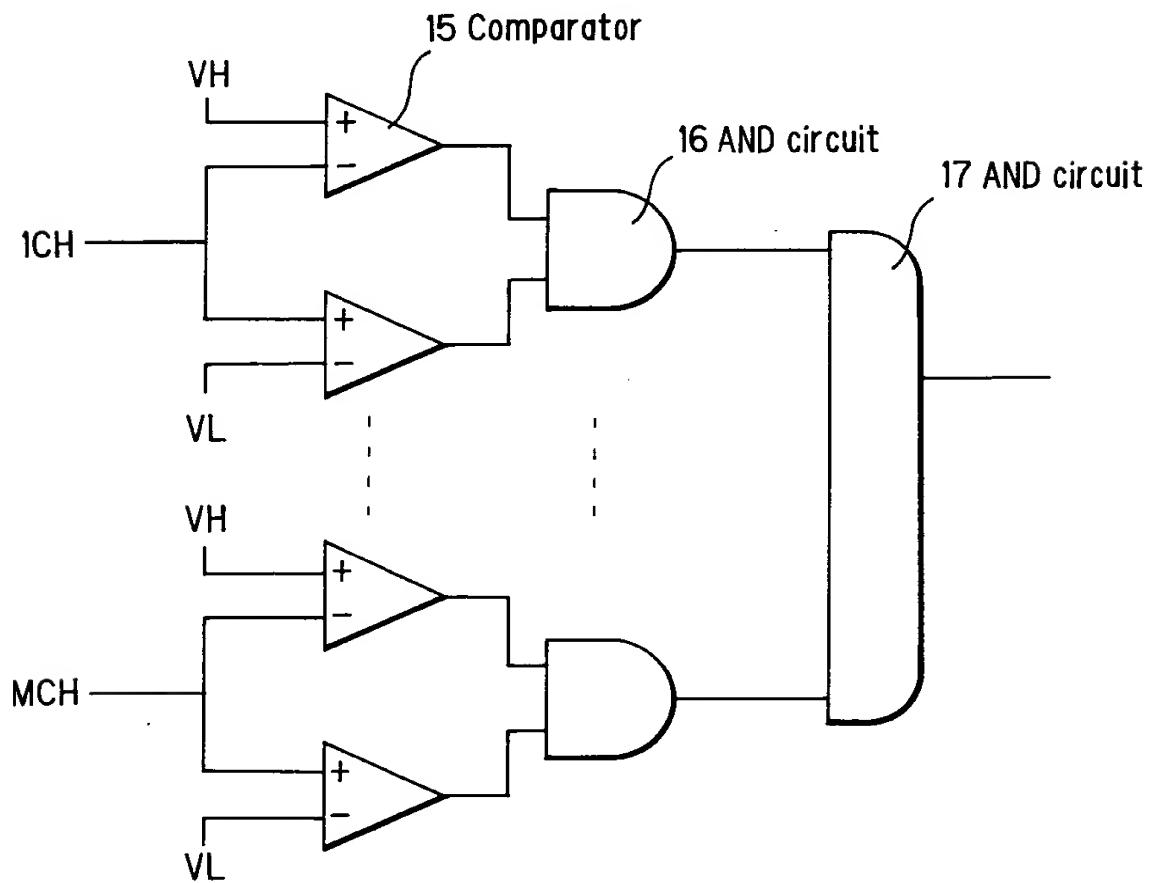 15 Comparator
VH
+
−
16 AND circuit
17 AND circuit
1CH
+
−
VL
VH
+
−
MCH
+
−
VL